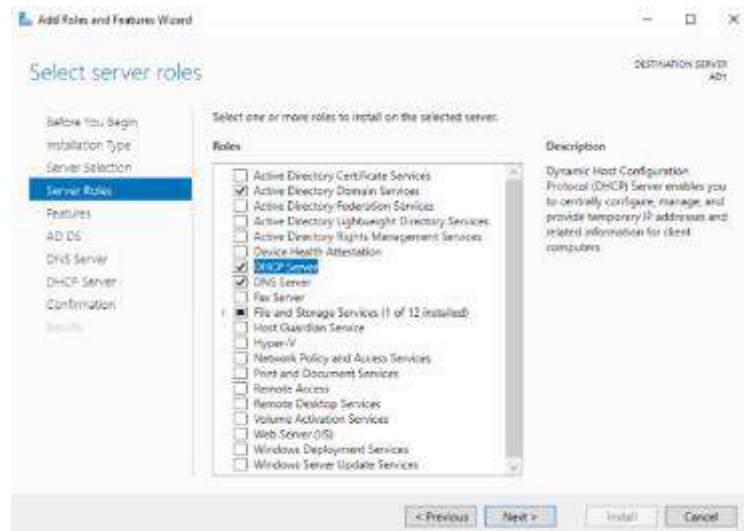 Add Roles and Features Wizard
Select server roles
DESTINATION SERVER
AD1
Before You Begin
Installation Type
Server Selection
Server Roles
Features
AD DS
DNS Server
DHCP Server
Confirmation
Results
Select one or more roles to install on the selected server.
Roles
Active Directory Certificate Services
Active Directory Domain Services
Active Directory Federation Services
Active Directory Lightweight Directory Services
Active Directory Rights Management Services
Device Health Attestation
DHCP Server
DNS Server
Fax Server
File and Storage Services (1 of 12 installed)
Host Guardian Service
Hyper-V
Network Policy and Access Services
Print and Document Services
Remote Access
Remote Desktop Services
Volume Activation Services
Web Server (IIS)
Windows Deployment Services
Windows Server Update Services
Description
Dynamic Host Configuration
Protocol (DHCP) Server enables you
to centrally configure, manage, and
provide temporary IP addresses and
related information for client
computers.
< Previous
Next >
Install
Cancel